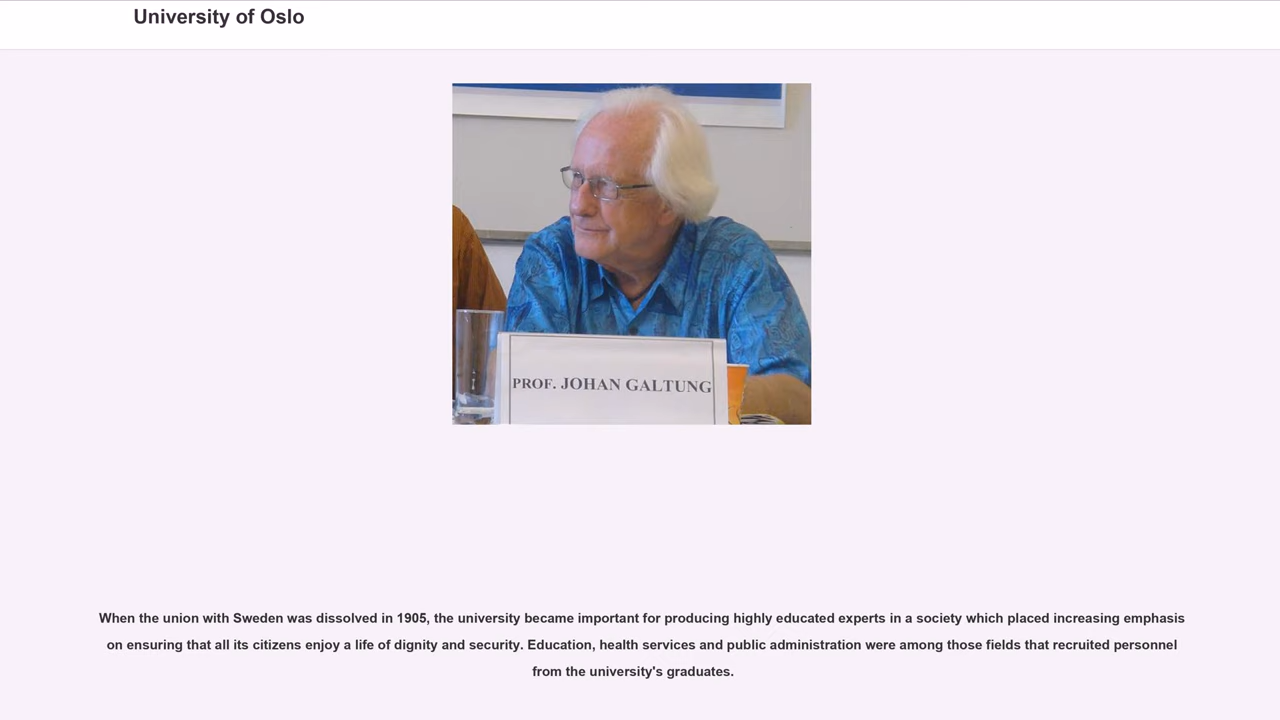 University of Oslo
PROF. JOHAN GALTUNG
When the union with Sweden was dissolved in 1905, the university became important for producing highly educated experts in a society which placed increasing emphasis
on ensuring that all its citizens enjoy a life of dignity and security. Education, health services and public administration were among those fields that recruited personnel
from the university's graduates.